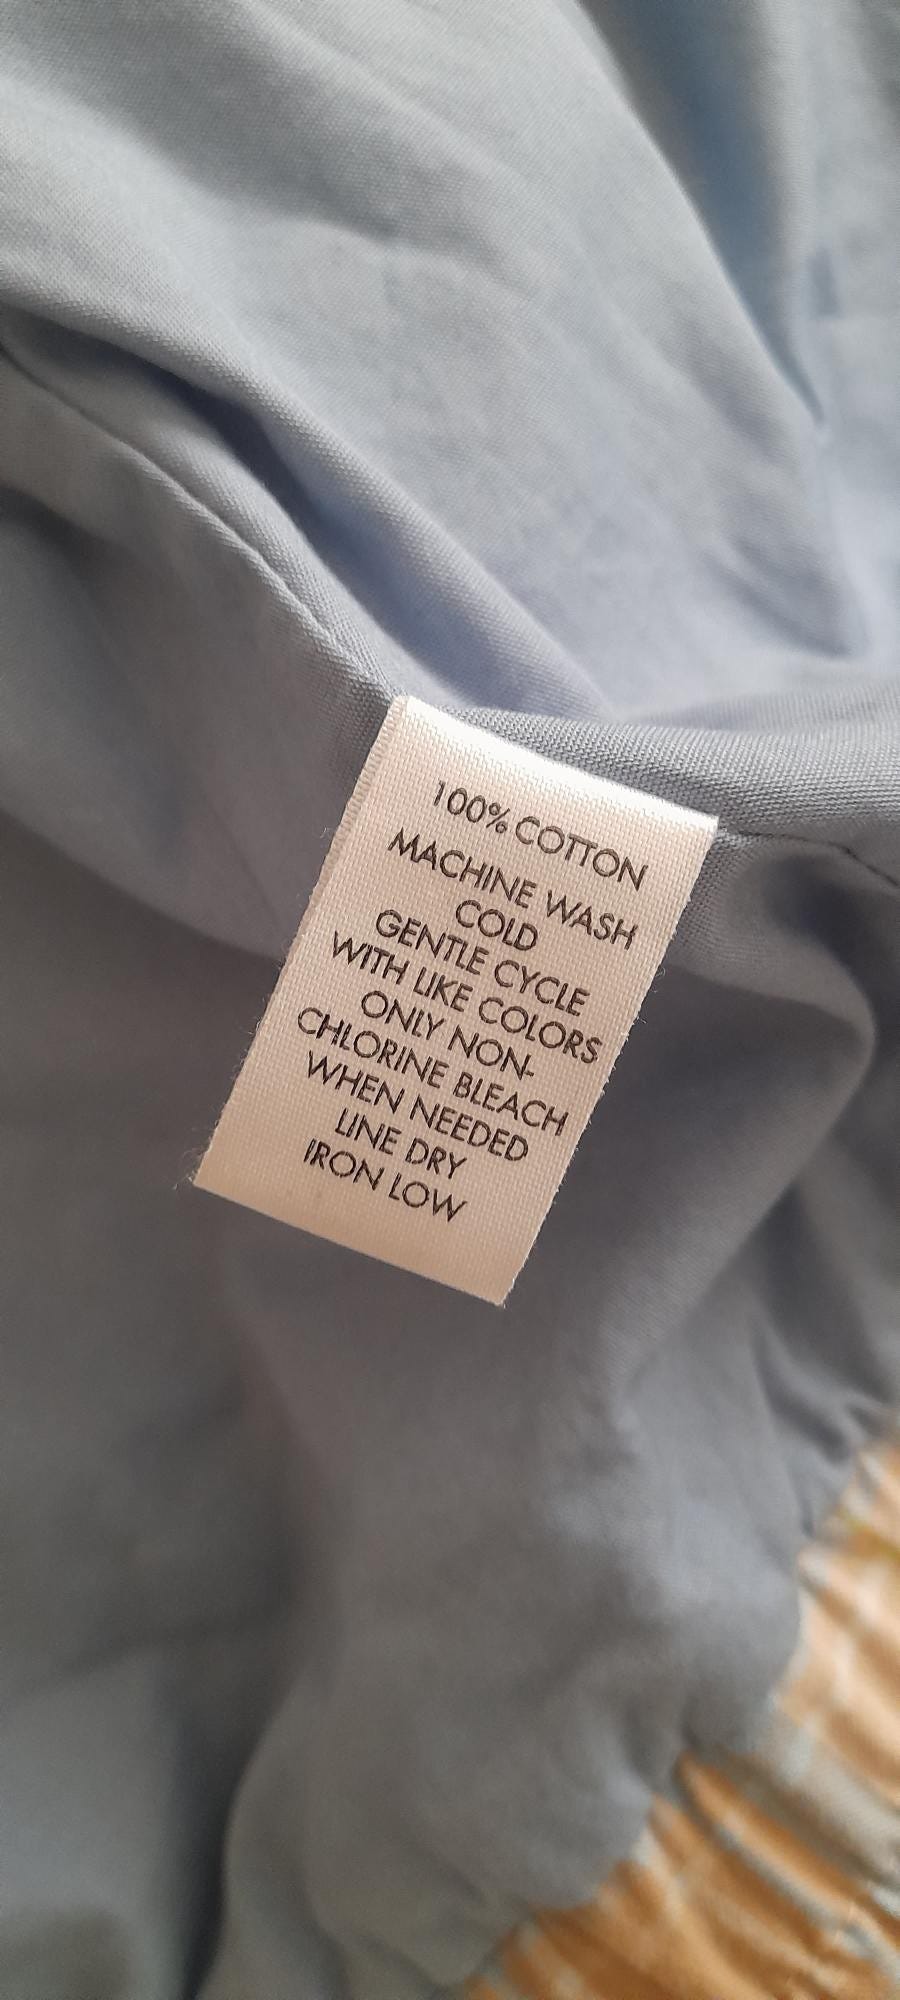 100% COTTON
MACHINE WASH
COLD
GENTLE CYCLE
WITH LIKE COLORS
ONLY NON-
CHLORINE BLEACH
WHEN NEEDED
LINE DRY
IRON LOW